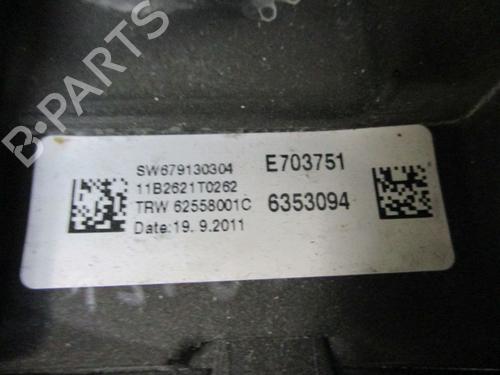 B-PARTS
SW679130304 E703751
11B2621T0262
TRW 62558001C 6353094
Date:19. 9.2011